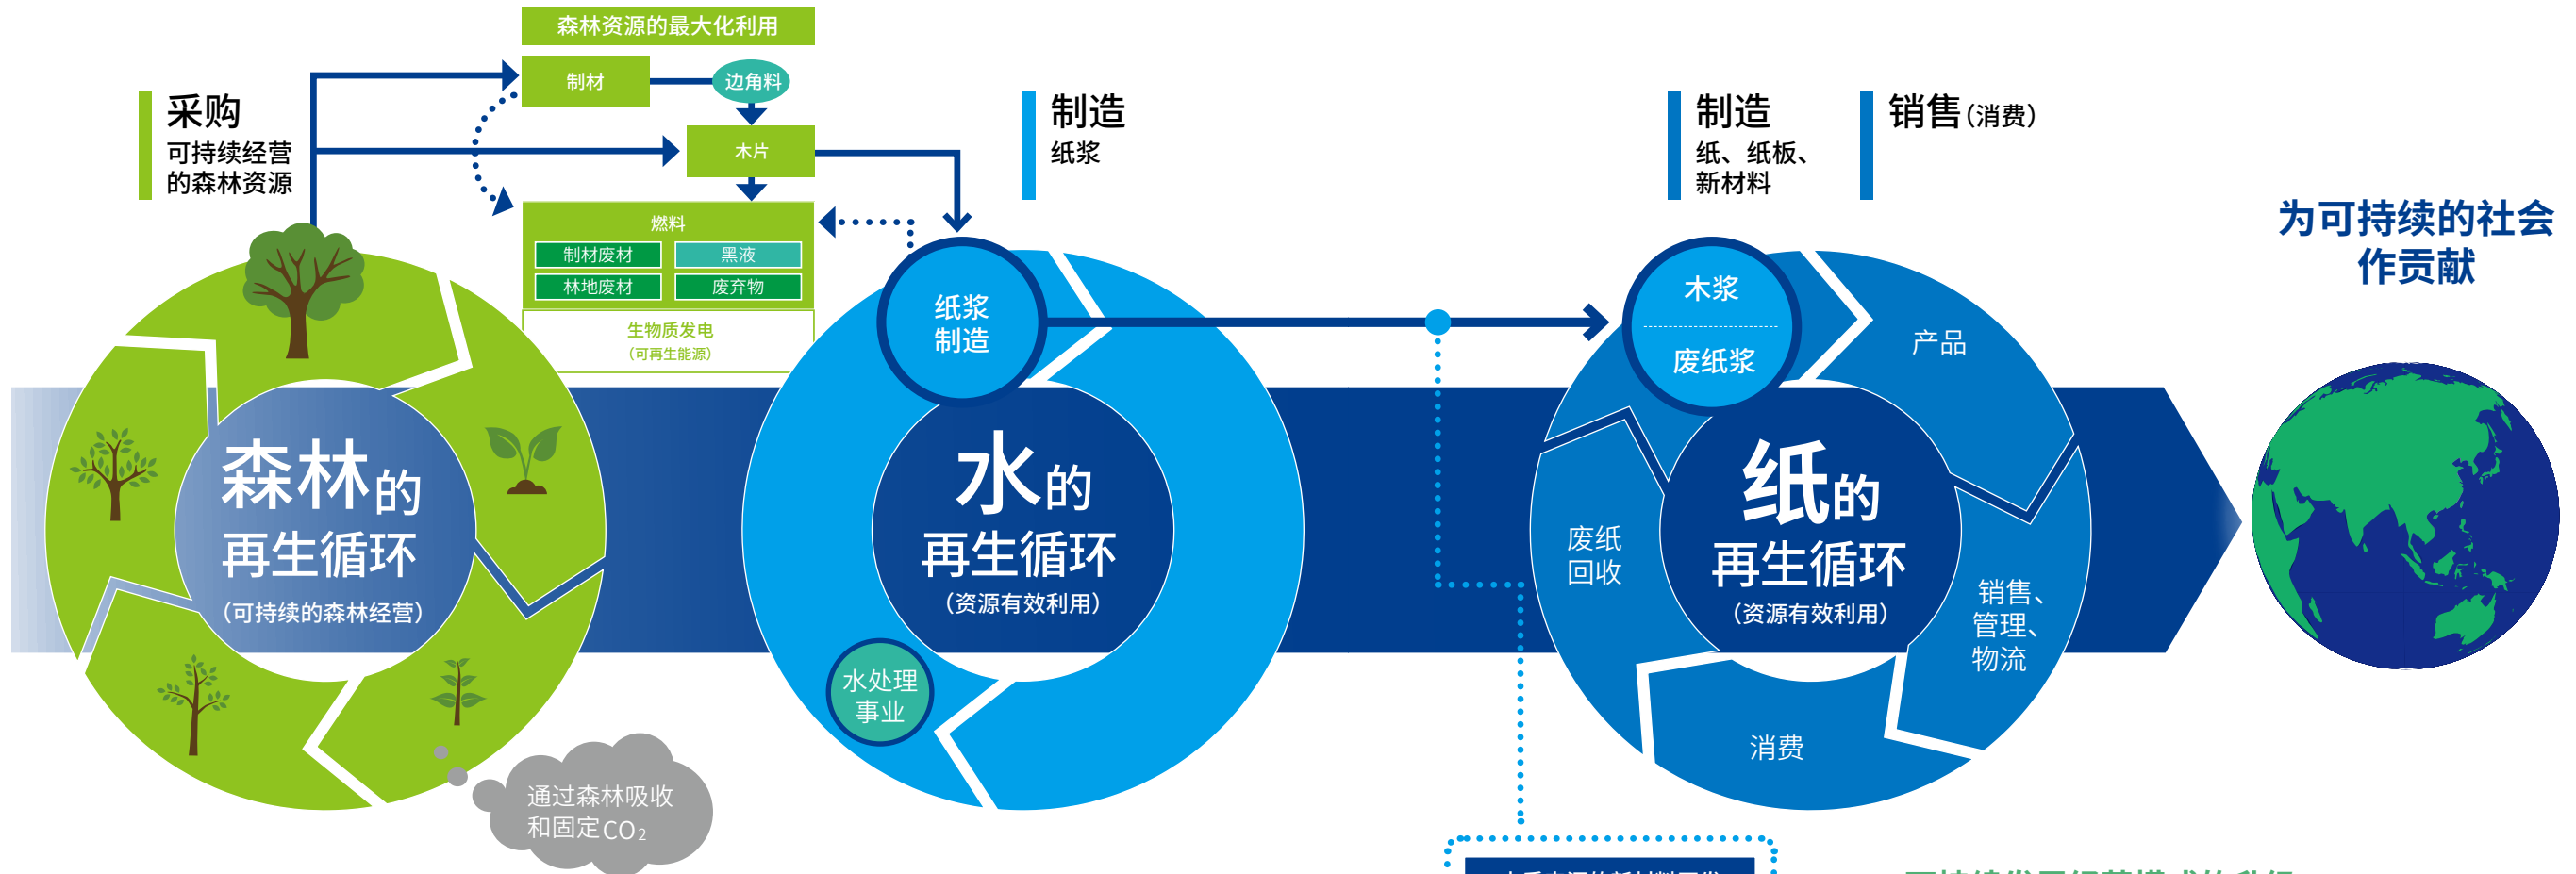 森林资源的最大化利用
制材
边角料
采购
可持续经营
的森林资源
木片
燃料
制材废材
黑液
林地废材
废弃物
生物质发电
（可再生能源）
制造
纸浆
制造
纸、纸板、
新材料
销售（消费）
为可持续的社会
作贡献
纸浆
制造
木浆
废纸浆
产品
森林的
再生循环
（可持续的森林经营）
水的
再生循环
（资源有效利用）
纸的
再生循环
（资源有效利用）
废纸
回收
销售、
管理、
物流
水处理
事业
消费
通过森林吸收
和固定CO₂